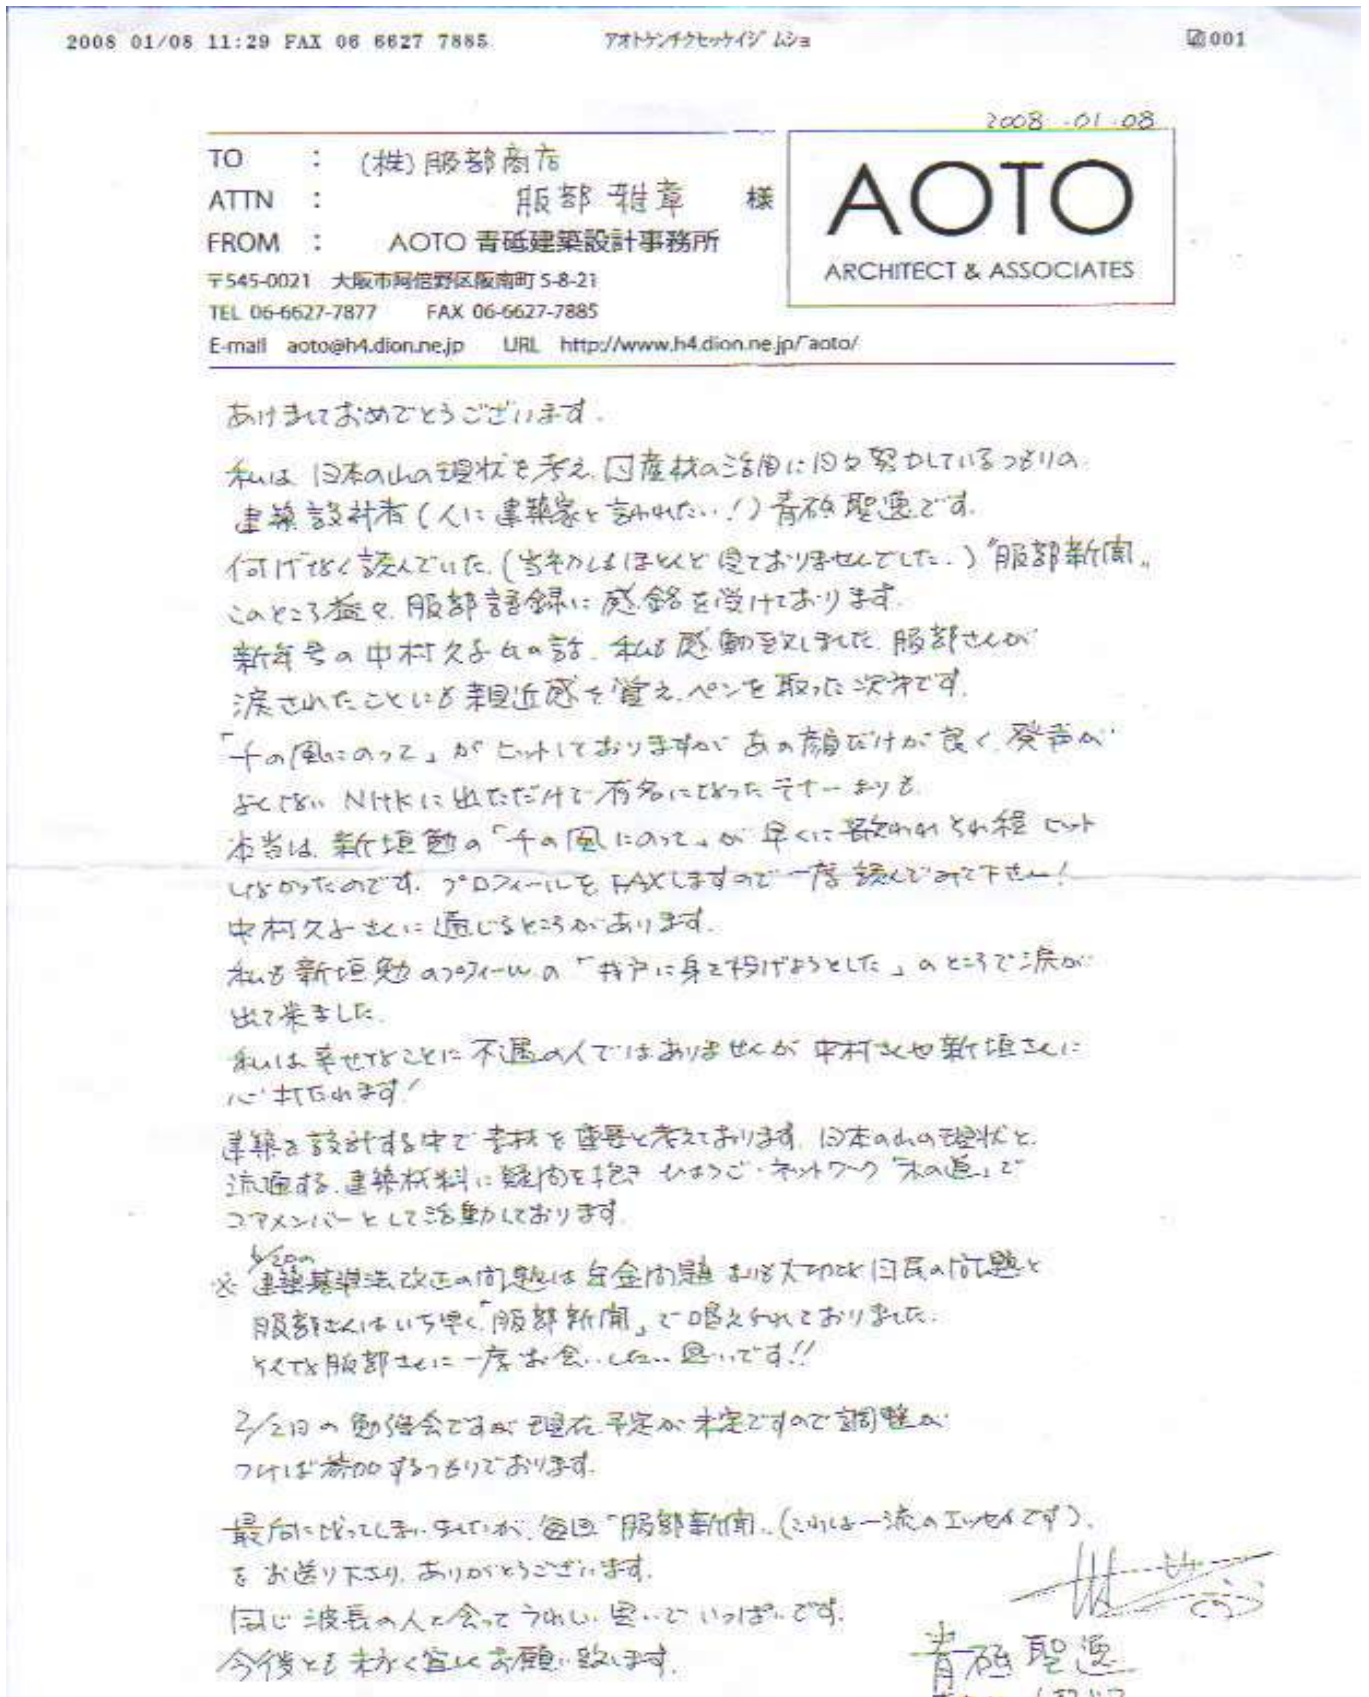 2008 01/08 11:29 FAX 06 6627 7885 アオトケンチクセッケイジムショ 001
2008.01.08
TO : (株)服部商店
ATTN : 服部 雅章 様
FROM : AOTO 青砥建築設計事務所
〒545-0021 大阪市阿倍野区阪南町 5-8-21
TEL 06-6627-7877 FAX 06-6627-7885
E-mail aoto@h4.dion.ne.jp URL http://www.h4.dion.ne.jp/~aoto/
AOTO
ARCHITECT & ASSOCIATES
あけましておめでとうございます.
私は 日本の山の現状を考え、国産材の活用に日々努力しているつもりの
建築設計者(人に建築家と言われたい!)青砥聖逸です.
何げなく読んでいた.(当初はほとんど見ておりませんでした.)"服部新聞"
このところ益々 服部語録に感銘を受けております.
新年号の中村久子氏の話、私も感動致しました. 服部さんが
涙されたことにも親近感を覚え、ペンを取った次才です.
「千の風にのって」が ヒットしておりますが あの顔だけが良く、発声が
よくない NHKに出ただけで有名になった テナーよりも
本当は、新垣勉の「千の風にのって」が 早くに歌われ それ程 ヒット
しなかったのです. プロフィールを FAXしますので 一度読んでみて下さい!
中村久子さんに通じるところがあります.
私も新垣勉のプロフィールの「井戸に身を投げようとした」のところで涙が
出て来ました.
私は幸せなことに 不遇の人ではありませんが 中村さんや新垣さんに
心打たれます!
建築を設計する中で 素材を重要と考えております. 日本の山の現状と
流通する建築材料に疑問を抱き ひょうご・ネットワーク「木の道」で
コアメンバーとして活動しております.
6/20の
※ 建築基準法改正の問題は 年金問題よりも大切な国民の問題と
服部さんはいち早く「服部新聞」で唱えられておりました.
そんな服部さんに一度お会いしたい思いです!!
2/2日の勉強会ですが 現在 予定が未定ですので 調整が
つけば参加するつもりでおります.
最后になってしまいましたが、毎回"服部新聞"(これは一流のエッセイです)
を お送り下さり、ありがとうございます.
同じ波長の人と会って うれしい思いで いっぱいです.
今後とも 末永く宜しくお願い致します.
青砥聖逸